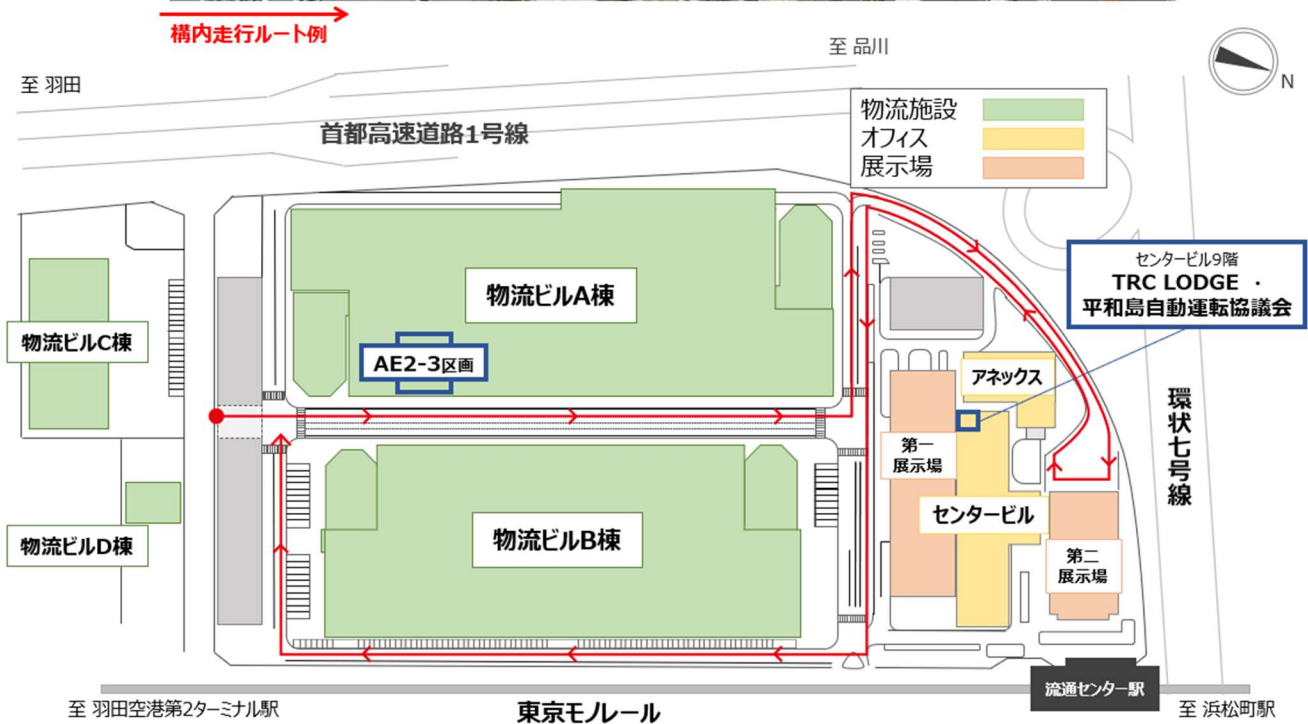 構内走行ルート例
至 品川
至 羽田
N
首都高速道路1号線
物流施設
オフィス
展示場
センタービル9階
TRC LODGE ・
平和島自動運転協議会
物流ビルA棟
物流ビルC棟
AE2-3区画
アネックス
環状七号線
第一
展示場
センタービル
物流ビルB棟
物流ビルD棟
第二
展示場
流通センター駅
至 羽田空港第2ターミナル駅
東京モノレール
至 浜松町駅